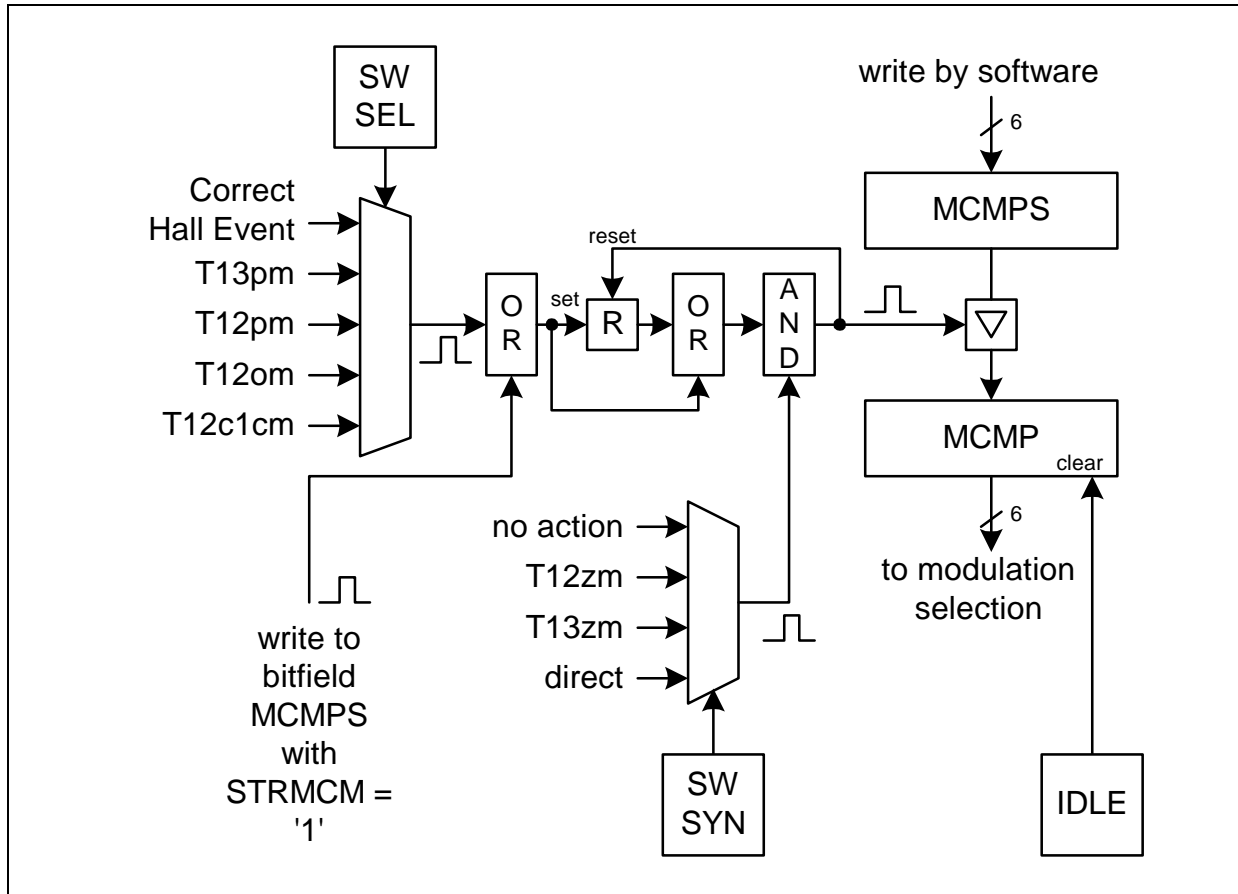 SW
SEL
write by software
6
MCMPS
Correct
Hall Event
T13pm
T12pm
T12om
T12c1cm
reset
set
O
R
R
O
R
A
N
D
MCMP
clear
6
to modulation
selection
no action
T12zm
T13zm
direct
write to
bitfield
MCMPS
with
STRMCM =
'1'
SW
SYN
IDLE